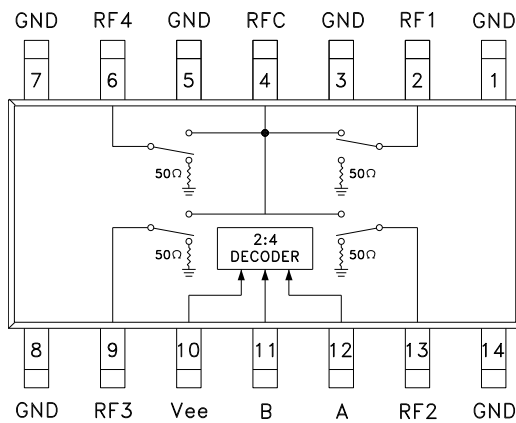 GND RF4 GND RFC GND RF1 GND
7 6 5 4 3 2 1
50Ω 50Ω
2:4
DECODER
50Ω 50Ω
8 9 10 11 12 13 14
GND RF3 Vee B A RF2 GND